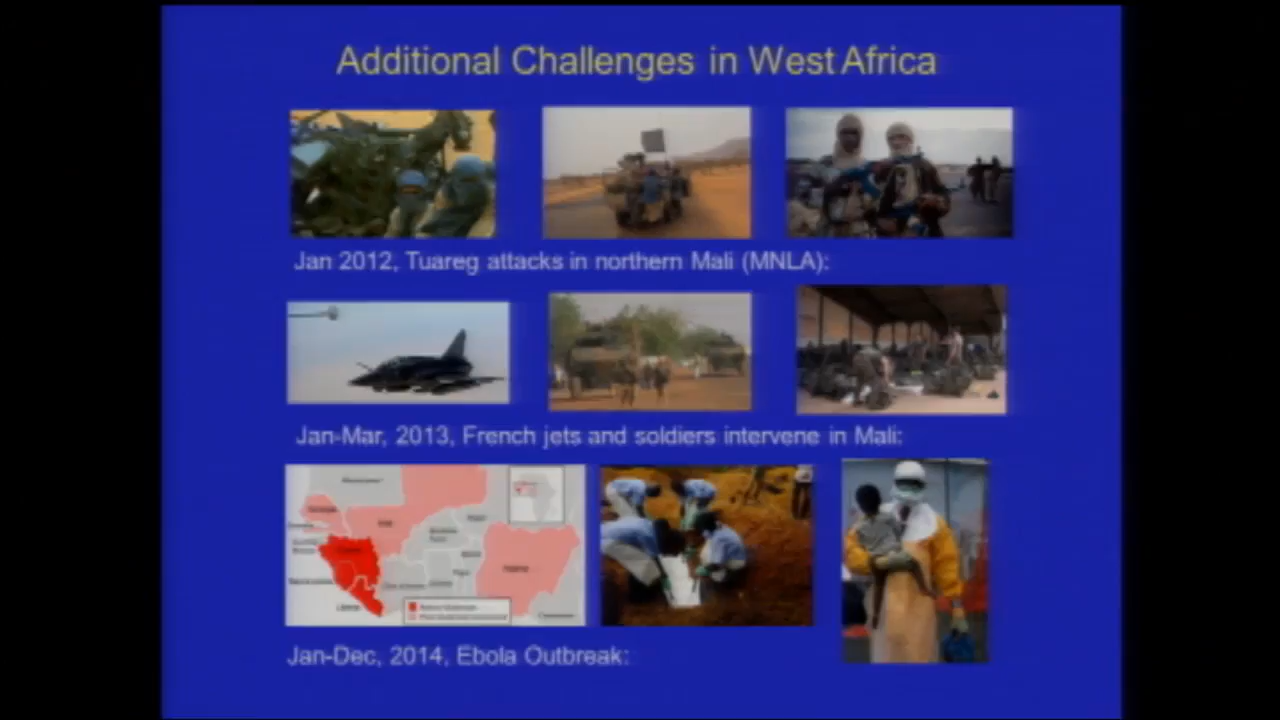 Additional Challenges in West Africa
Jan 2012, Tuareg attacks in northern Mali (MNLA):
Jan-Mar, 2013, French jets and soldiers intervene in Mali:
Jan-Dec, 2014, Ebola Outbreak: